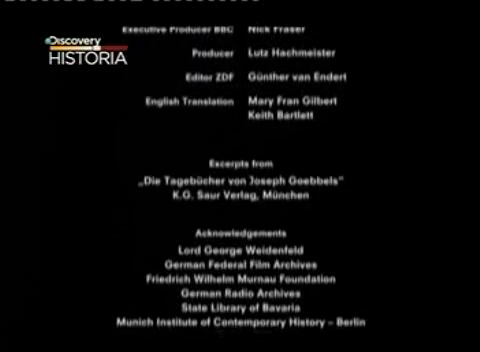 Executive Producer BBC Nick Fraser
Discovery
HISTORIA
Producer Lutz Hachmeister
Editor ZDF Günther van Endert
English Translation Mary Fran Gilbert
Keith Bartlett
Excerpts from
„Die Tagebücher von Joseph Goebbels“
K.G. Saur Verlag, München
Acknowledgements
Lord George Weidenfeld
German Federal Film Archives
Friedrich Wilhelm Murnau Foundation
German Radio Archives
State Library of Bavaria
Munich Institute of Contemporary History – Berlin